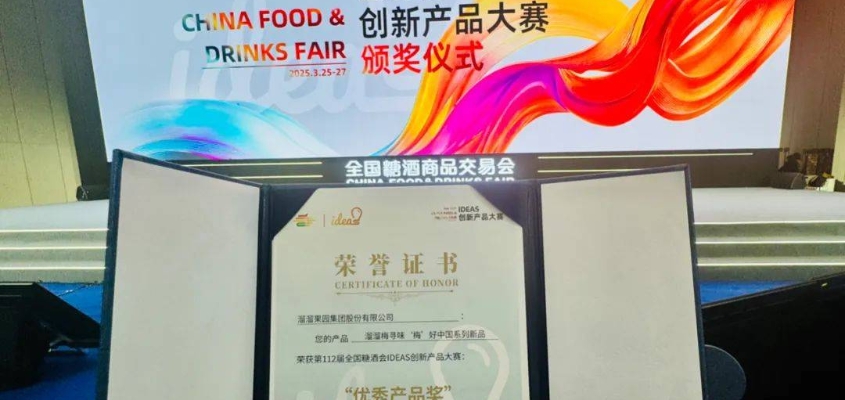 CHINA FOOD &
DRINKS FAIR
2025.3.25-27
创新产品大赛
颁奖仪式
ideas
全国糖酒商品交易会
CHINA FOOD&DRINKS FAIR
ideas
IDEAS
创新产品大赛
荣誉证书
CERTIFICATE OF HONOR
溜溜果园集团股份有限公司:
您的产品 溜溜梅寻味‘梅’好中国系列新品
荣获第112届全国糖酒会IDEAS创新产品大赛:
“优秀产品奖”